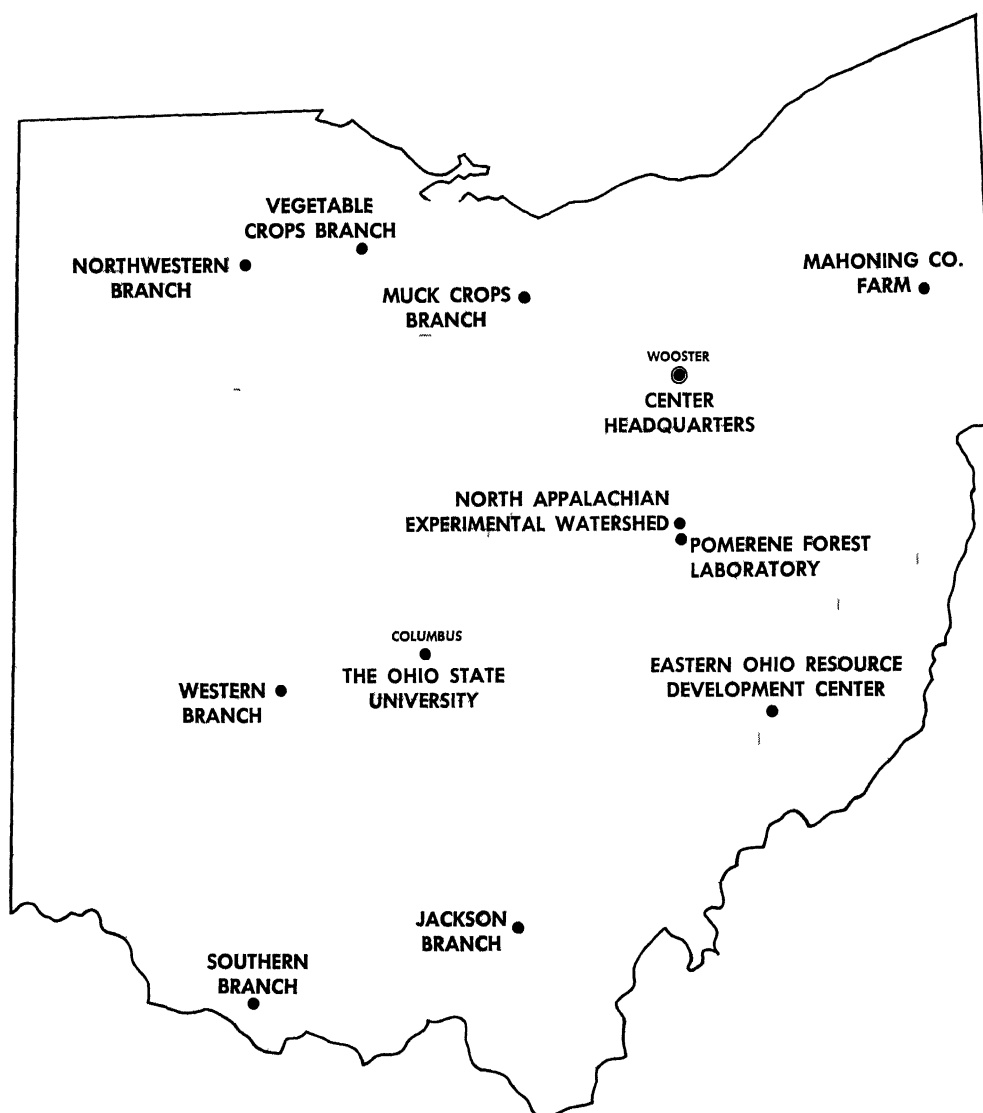 VEGETABLE
CROPS BRANCH
NORTHWESTERN
BRANCH
MUCK CROPS
BRANCH
MAHONING CO.
FARM
WOOSTER
CENTER
HEADQUARTERS
NORTH APPALACHIAN
EXPERIMENTAL WATERSHED
POMERENE FOREST
LABORATORY
COLUMBUS
THE OHIO STATE
UNIVERSITY
WESTERN
BRANCH
EASTERN OHIO RESOURCE
DEVELOPMENT CENTER
JACKSON
BRANCH
SOUTHERN
BRANCH